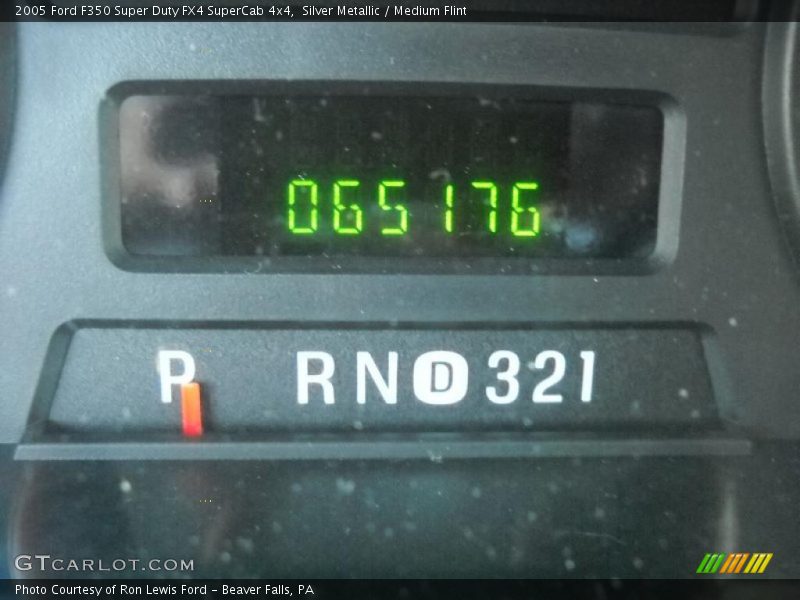 2005 Ford F350 Super Duty FX4 SuperCab 4x4, Silver Metallic / Medium Flint
065176
P RND321
GTCARLOT.COM
Photo Courtesy of Ron Lewis Ford – Beaver Falls, PA